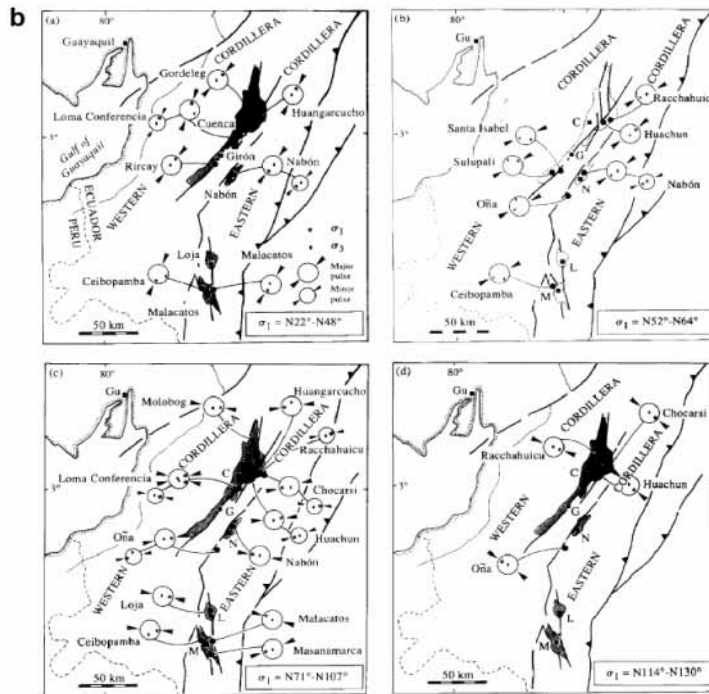 b
(a)
80°
Guayaquil
CORDILLERA
CORDILLERA
Gordeleg
Loma Conferencia
Cuenca
Huangarcucho
3°
Gulf of
Guayaquil
Girón
Rircay
Nabón
Nabón
WESTERN
EASTERN
ECUADOR
PERU
σ1
σ3
Loja
Malacatos
Major
pulse
Minor
pulse
Ceibopamba
Malacatos
50 km
σ1 = N22°-N48°
(b)
80°
Gu
CORDILLERA
CORDILLERA
Racchahuicu
Santa Isabel
C
Huachun
3°
G
Sulupali
N
Nabón
Oña
WESTERN
EASTERN
L
Ceibopamba
M
50 km
σ1 = N52°-N64°
(c)
80°
Molobog
Huangarcucho
Gu
CORDILLERA
CORDILLERA
Racchahuicu
Loma Conferencia
C
Chocarsi
3°
G
Oña
N
Huachun
Nabón
WESTERN
EASTERN
Loja
L
Malacatos
Ceibopamba
M
Masanamarca
50 km
σ1 = N71°-N107°
(d)
80°
Gu
CORDILLERA
CORDILLERA
Chocarsi
Racchahuicu
C
Huachun
3°
G
WESTERN
N
Oña
EASTERN
L
M
50 km
σ1 = N114°-N130°